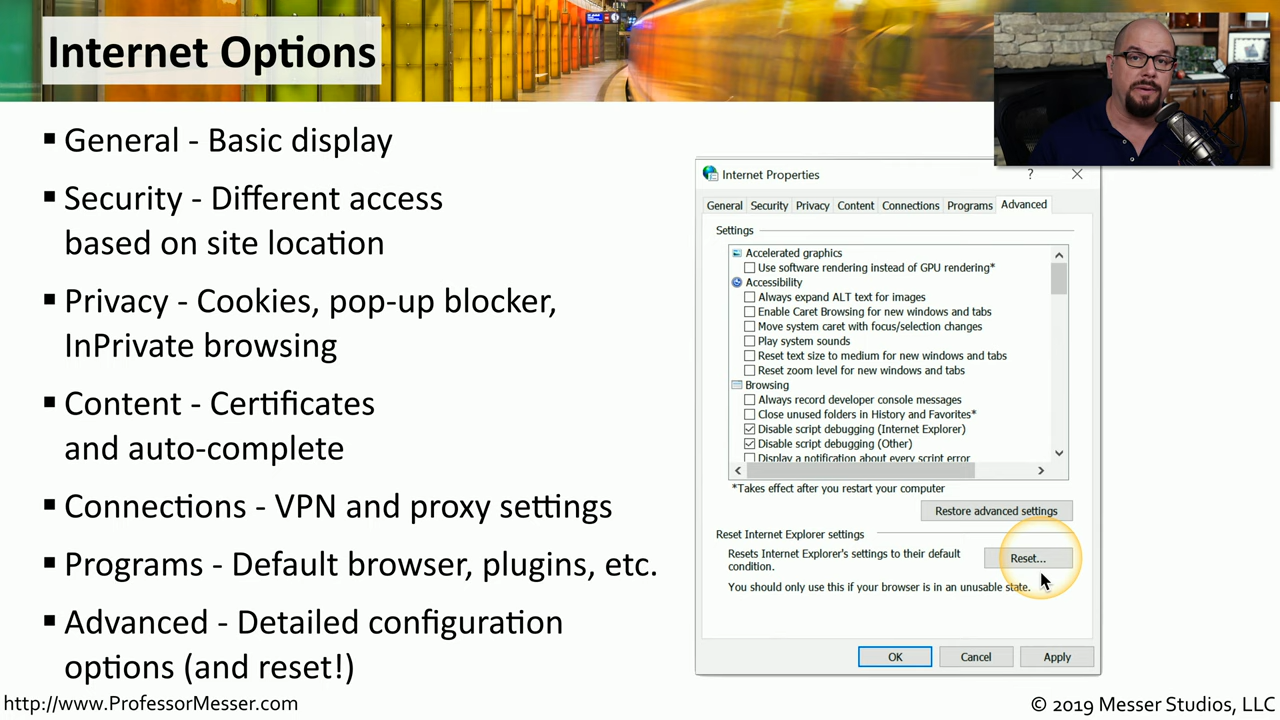 Internet Options
▪ General - Basic display
▪ Security - Different access
based on site location
▪ Privacy - Cookies, pop-up blocker,
InPrivate browsing
▪ Content - Certificates
and auto-complete
▪ Connections - VPN and proxy settings
▪ Programs - Default browser, plugins, etc.
▪ Advanced - Detailed configuration
options (and reset!)
Internet Properties
General Security Privacy Content Connections Programs Advanced
Settings
Accelerated graphics
Use software rendering instead of GPU rendering*
Accessibility
Always expand ALT text for images
Enable Caret Browsing for new windows and tabs
Move system caret with focus/selection changes
Play system sounds
Reset text size to medium for new windows and tabs
Reset zoom level for new windows and tabs
Browsing
Always record developer console messages
Close unused folders in History and Favorites*
Disable script debugging (Internet Explorer)
Disable script debugging (Other)
Display a notification about every script error
*Takes effect after you restart your computer
Restore advanced settings
Reset Internet Explorer settings
Resets Internet Explorer's settings to their default
condition.
Reset...
You should only use this if your browser is in an unusable state.
OK Cancel Apply
http://www.ProfessorMesser.com
© 2019 Messer Studios, LLC